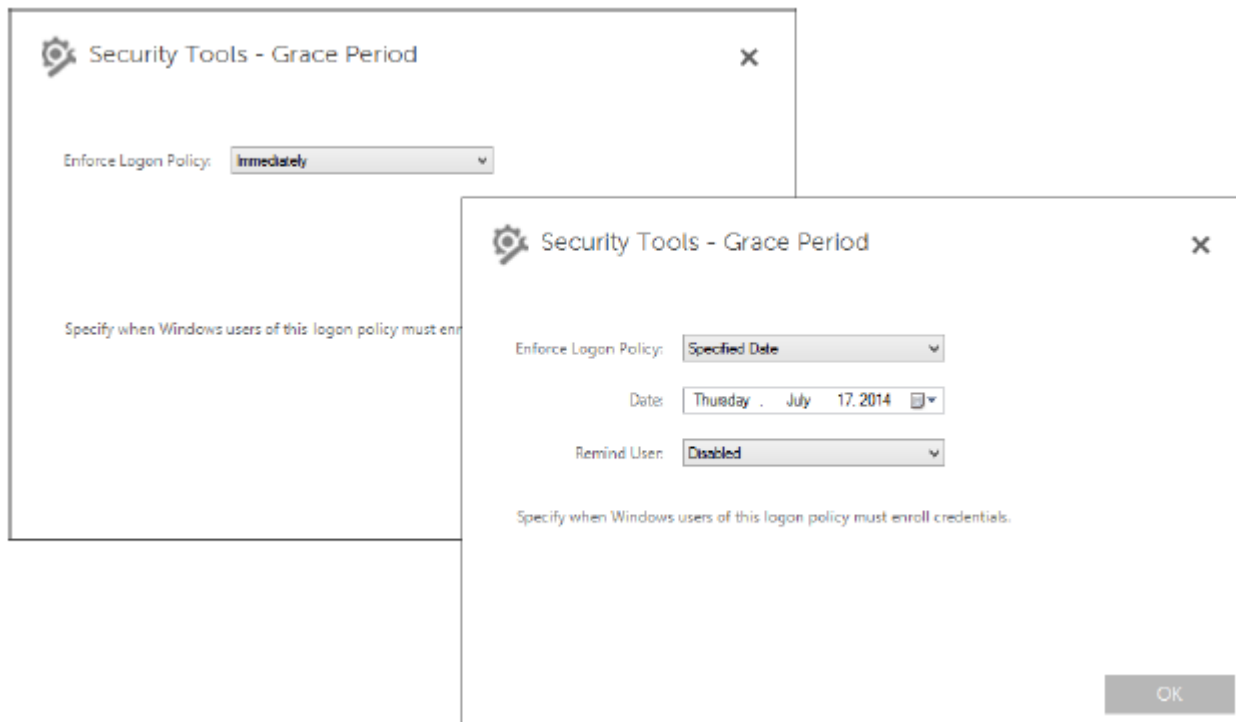 Security Tools - Grace Period
Enforce Logon Policy: Immediately
Specify when Windows users of this logon policy must enr
Security Tools - Grace Period
Enforce Logon Policy: Specified Date
Date: Thursday , July 17, 2014
Remind User: Disabled
Specify when Windows users of this logon policy must enroll credentials.
OK